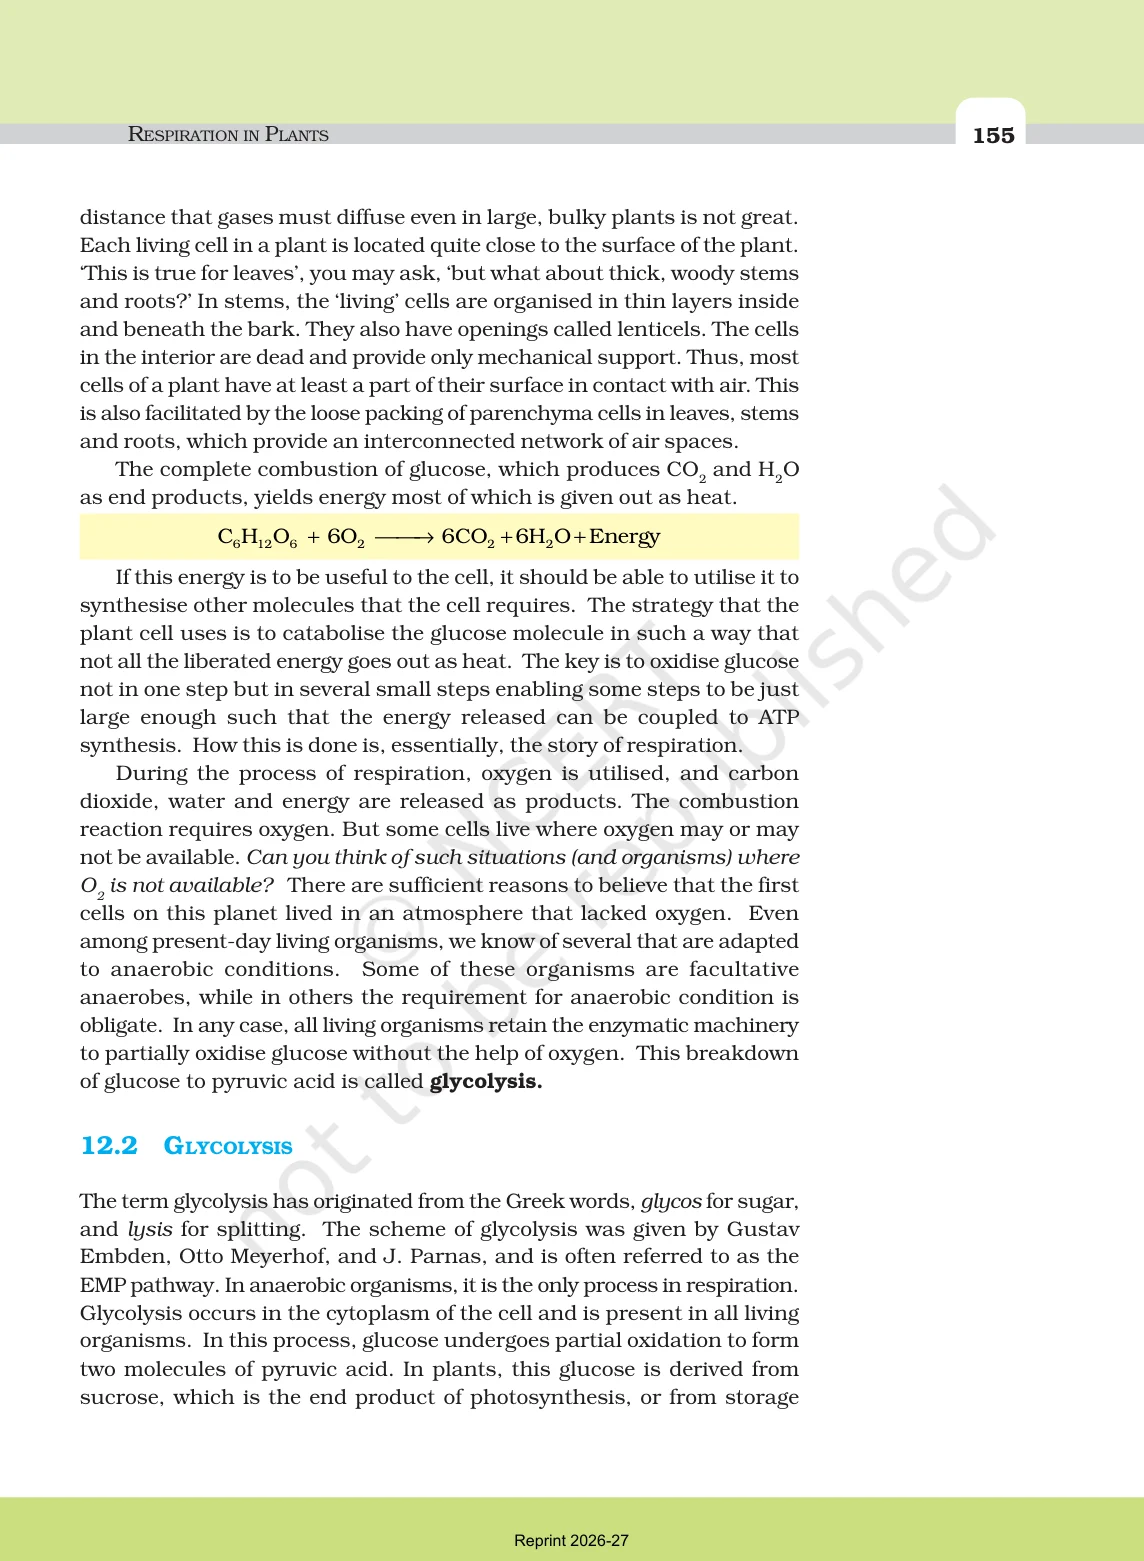 RESPIRATION IN PLANTS
155
distance that gases must diffuse even in large, bulky plants is not great.
Each living cell in a plant is located quite close to the surface of the plant.
‘This is true for leaves’, you may ask, ‘but what about thick, woody stems
and roots?’ In stems, the ‘living’ cells are organised in thin layers inside
and beneath the bark. They also have openings called lenticels. The cells
in the interior are dead and provide only mechanical support. Thus, most
cells of a plant have at least a part of their surface in contact with air. This
is also facilitated by the loose packing of parenchyma cells in leaves, stems
and roots, which provide an interconnected network of air spaces.
The complete combustion of glucose, which produces CO₂ and H₂O
as end products, yields energy most of which is given out as heat.
C₆H₁₂O₆ + 6O₂ ⟶ 6CO₂ + 6H₂O + Energy
If this energy is to be useful to the cell, it should be able to utilise it to
synthesise other molecules that the cell requires. The strategy that the
plant cell uses is to catabolise the glucose molecule in such a way that
not all the liberated energy goes out as heat. The key is to oxidise glucose
not in one step but in several small steps enabling some steps to be just
large enough such that the energy released can be coupled to ATP
synthesis. How this is done is, essentially, the story of respiration.
During the process of respiration, oxygen is utilised, and carbon
dioxide, water and energy are released as products. The combustion
reaction requires oxygen. But some cells live where oxygen may or may
not be available. Can you think of such situations (and organisms) where
O₂ is not available? There are sufficient reasons to believe that the first
cells on this planet lived in an atmosphere that lacked oxygen. Even
among present-day living organisms, we know of several that are adapted
to anaerobic conditions. Some of these organisms are facultative
anaerobes, while in others the requirement for anaerobic condition is
obligate. In any case, all living organisms retain the enzymatic machinery
to partially oxidise glucose without the help of oxygen. This breakdown
of glucose to pyruvic acid is called glycolysis.
12.2 GLYCOLYSIS
The term glycolysis has originated from the Greek words, glycos for sugar,
and lysis for splitting. The scheme of glycolysis was given by Gustav
Embden, Otto Meyerhof, and J. Parnas, and is often referred to as the
EMP pathway. In anaerobic organisms, it is the only process in respiration.
Glycolysis occurs in the cytoplasm of the cell and is present in all living
organisms. In this process, glucose undergoes partial oxidation to form
two molecules of pyruvic acid. In plants, this glucose is derived from
sucrose, which is the end product of photosynthesis, or from storage
© NCERT
not to be republished
Reprint 2026-27